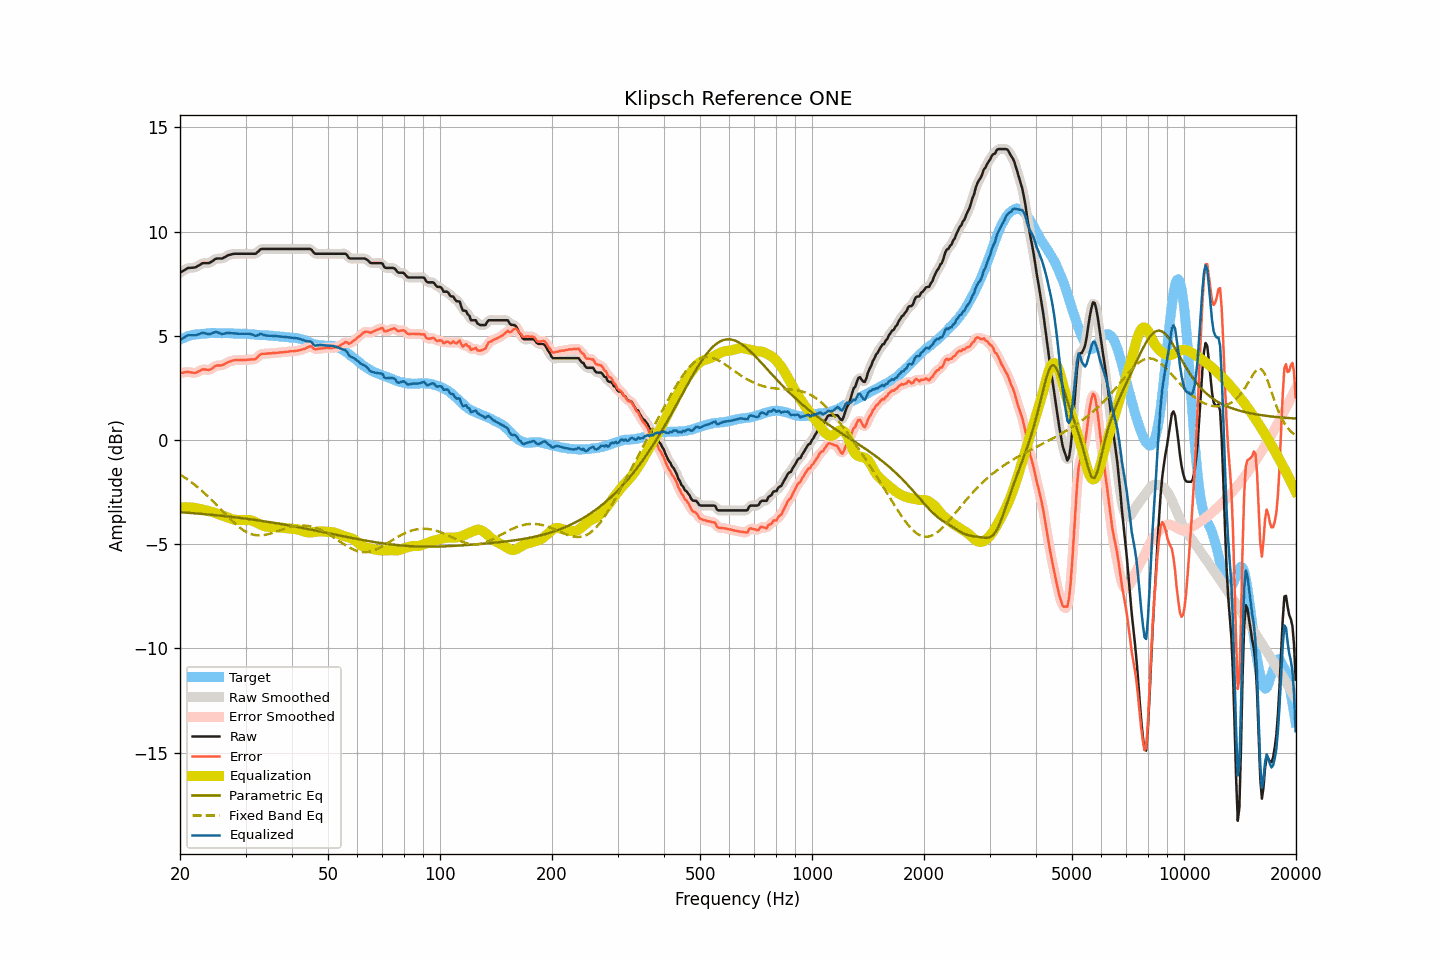 Klipsch Reference ONE
15
10
5
0
−5
−10
−15
Amplitude (dBr)
Target
Raw Smoothed
Error Smoothed
Raw
Error
Equalization
Parametric Eq
Fixed Band Eq
Equalized
20 50 100 200 500 1000 2000 5000 10000 20000
Frequency (Hz)